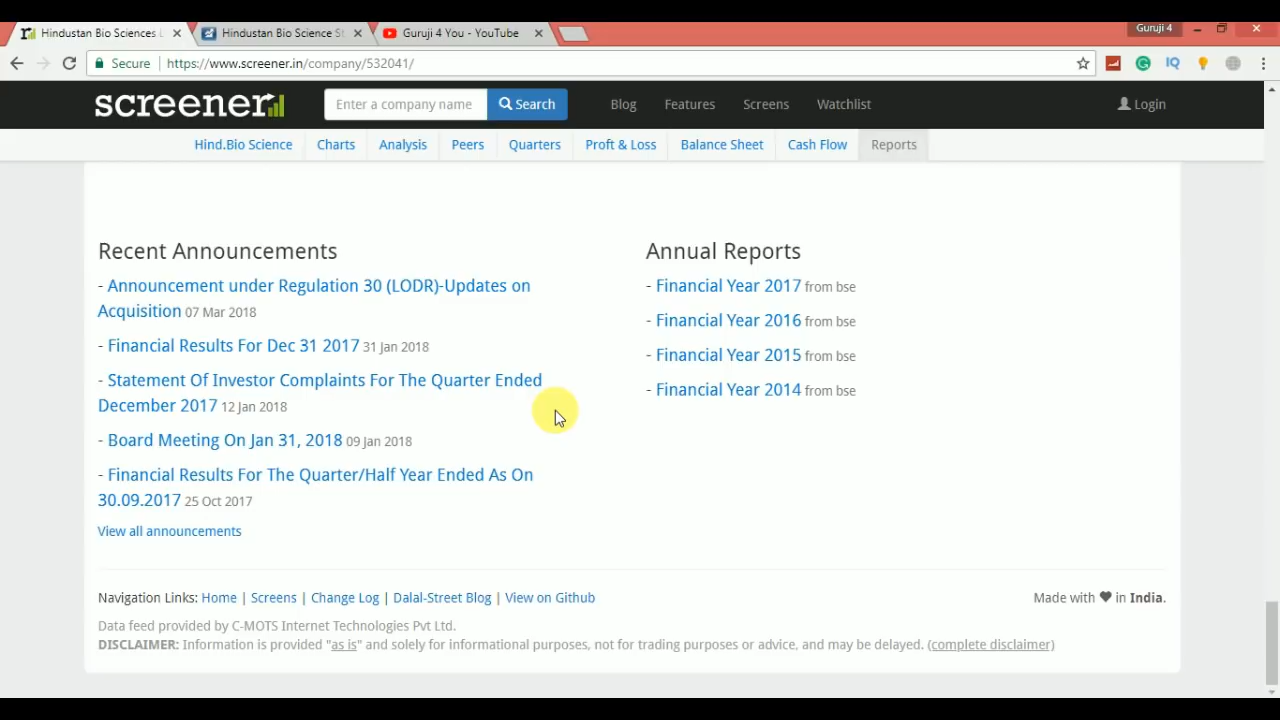 Hindustan Bio Sciences L
Hindustan Bio Science St
Guruji 4 You - YouTube
Guruji 4
Secure
https://www.screener.in/company/532041/
IQ
screener
Enter a company name
Search
Blog
Features
Screens
Watchlist
Login
Hind.Bio Science
Charts
Analysis
Peers
Quarters
Proft & Loss
Balance Sheet
Cash Flow
Reports
Recent Announcements
- Announcement under Regulation 30 (LODR)-Updates on
Acquisition 07 Mar 2018
- Financial Results For Dec 31 2017 31 Jan 2018
- Statement Of Investor Complaints For The Quarter Ended
December 2017 12 Jan 2018
- Board Meeting On Jan 31, 2018 09 Jan 2018
- Financial Results For The Quarter/Half Year Ended As On
30.09.2017 25 Oct 2017
View all announcements
Annual Reports
- Financial Year 2017 from bse
- Financial Year 2016 from bse
- Financial Year 2015 from bse
- Financial Year 2014 from bse
Navigation Links: Home | Screens | Change Log | Dalal-Street Blog | View on Github
Made with ♥ in India.
Data feed provided by C-MOTS Internet Technologies Pvt Ltd.
DISCLAIMER: Information is provided "as is" and solely for informational purposes, not for trading purposes or advice, and may be delayed. (complete disclaimer)